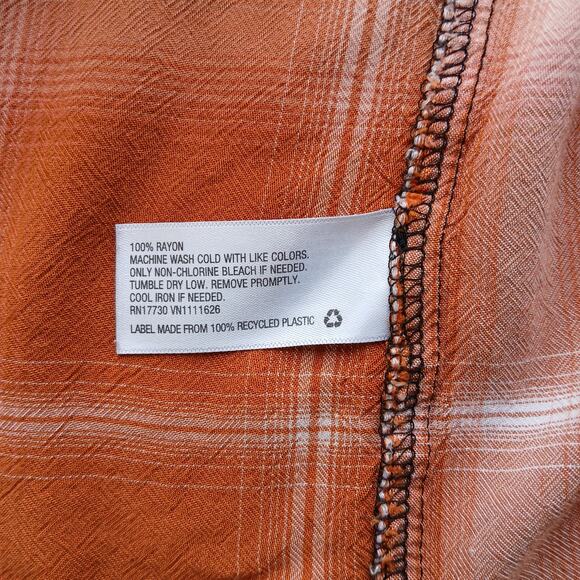 100% RAYON
MACHINE WASH COLD WITH LIKE COLORS.
ONLY NON-CHLORINE BLEACH IF NEEDED.
TUMBLE DRY LOW. REMOVE PROMPTLY.
COOL IRON IF NEEDED.
RN17730 VN1111626
LABEL MADE FROM 100% RECYCLED PLASTIC